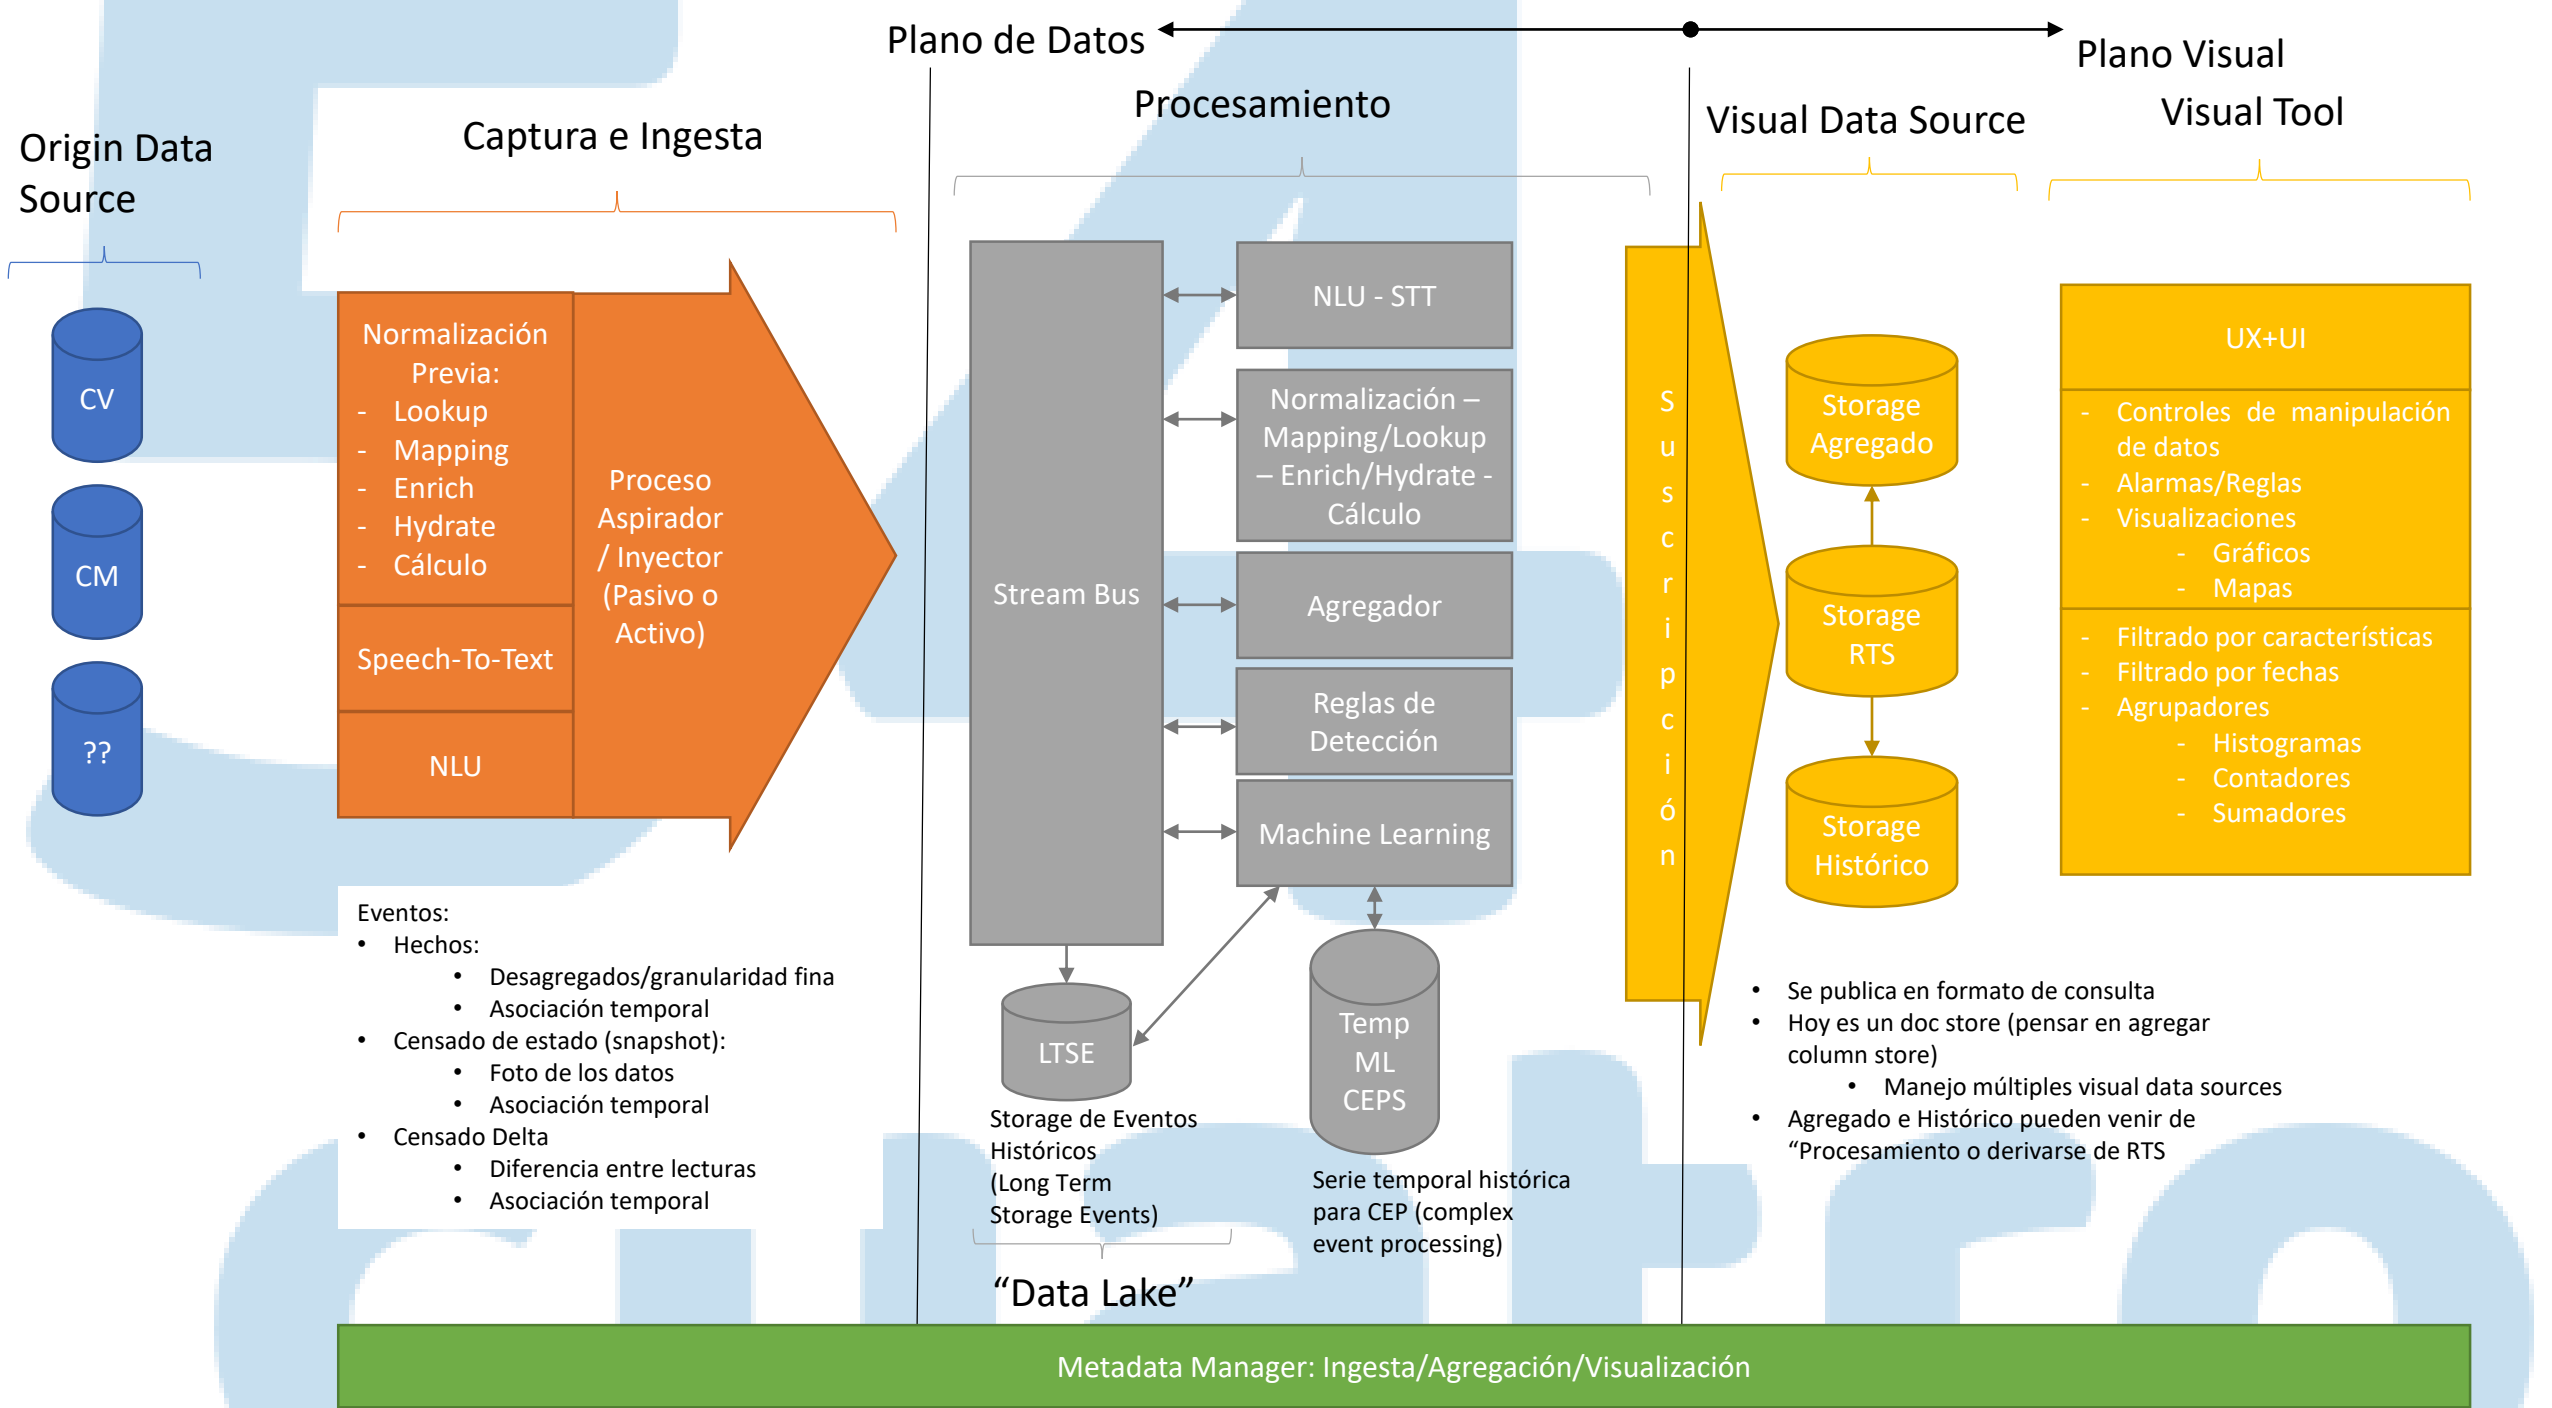 Plano de Datos
Plano Visual
Origin Data
Source
Captura e Ingesta
Procesamiento
Visual Data Source
Visual Tool
CV
CM
??
Normalización
Previa:
- Lookup
- Mapping
- Enrich
- Hydrate
- Cálculo
Speech-To-Text
NLU
Proceso
Aspirador
/ Inyector
(Pasivo o
Activo)
Eventos:
• Hechos:
• Desagregados/granularidad fina
• Asociación temporal
• Censado de estado (snapshot):
• Foto de los datos
• Asociación temporal
• Censado Delta
• Diferencia entre lecturas
• Asociación temporal
Stream Bus
NLU - STT
Normalización –
Mapping/Lookup
– Enrich/Hydrate -
Cálculo
Agregador
Reglas de
Detección
Machine Learning
LTSE
Storage de Eventos
Históricos
(Long Term
Storage Events)
"Data Lake"
Temp
ML
CEPS
Serie temporal histórica
para CEP (complex
event processing)
S
u
s
c
r
i
p
c
i
ó
n
Storage
Agregado
Storage
RTS
Storage
Histórico
• Se publica en formato de consulta
• Hoy es un doc store (pensar en agregar
column store)
• Manejo múltiples visual data sources
• Agregado e Histórico pueden venir de
“Procesamiento o derivarse de RTS
UX+UI
- Controles de manipulación
de datos
- Alarmas/Reglas
- Visualizaciones
- Gráficos
- Mapas
- Filtrado por características
- Filtrado por fechas
- Agrupadores
- Histogramas
- Contadores
- Sumadores
Metadata Manager: Ingesta/Agregación/Visualización